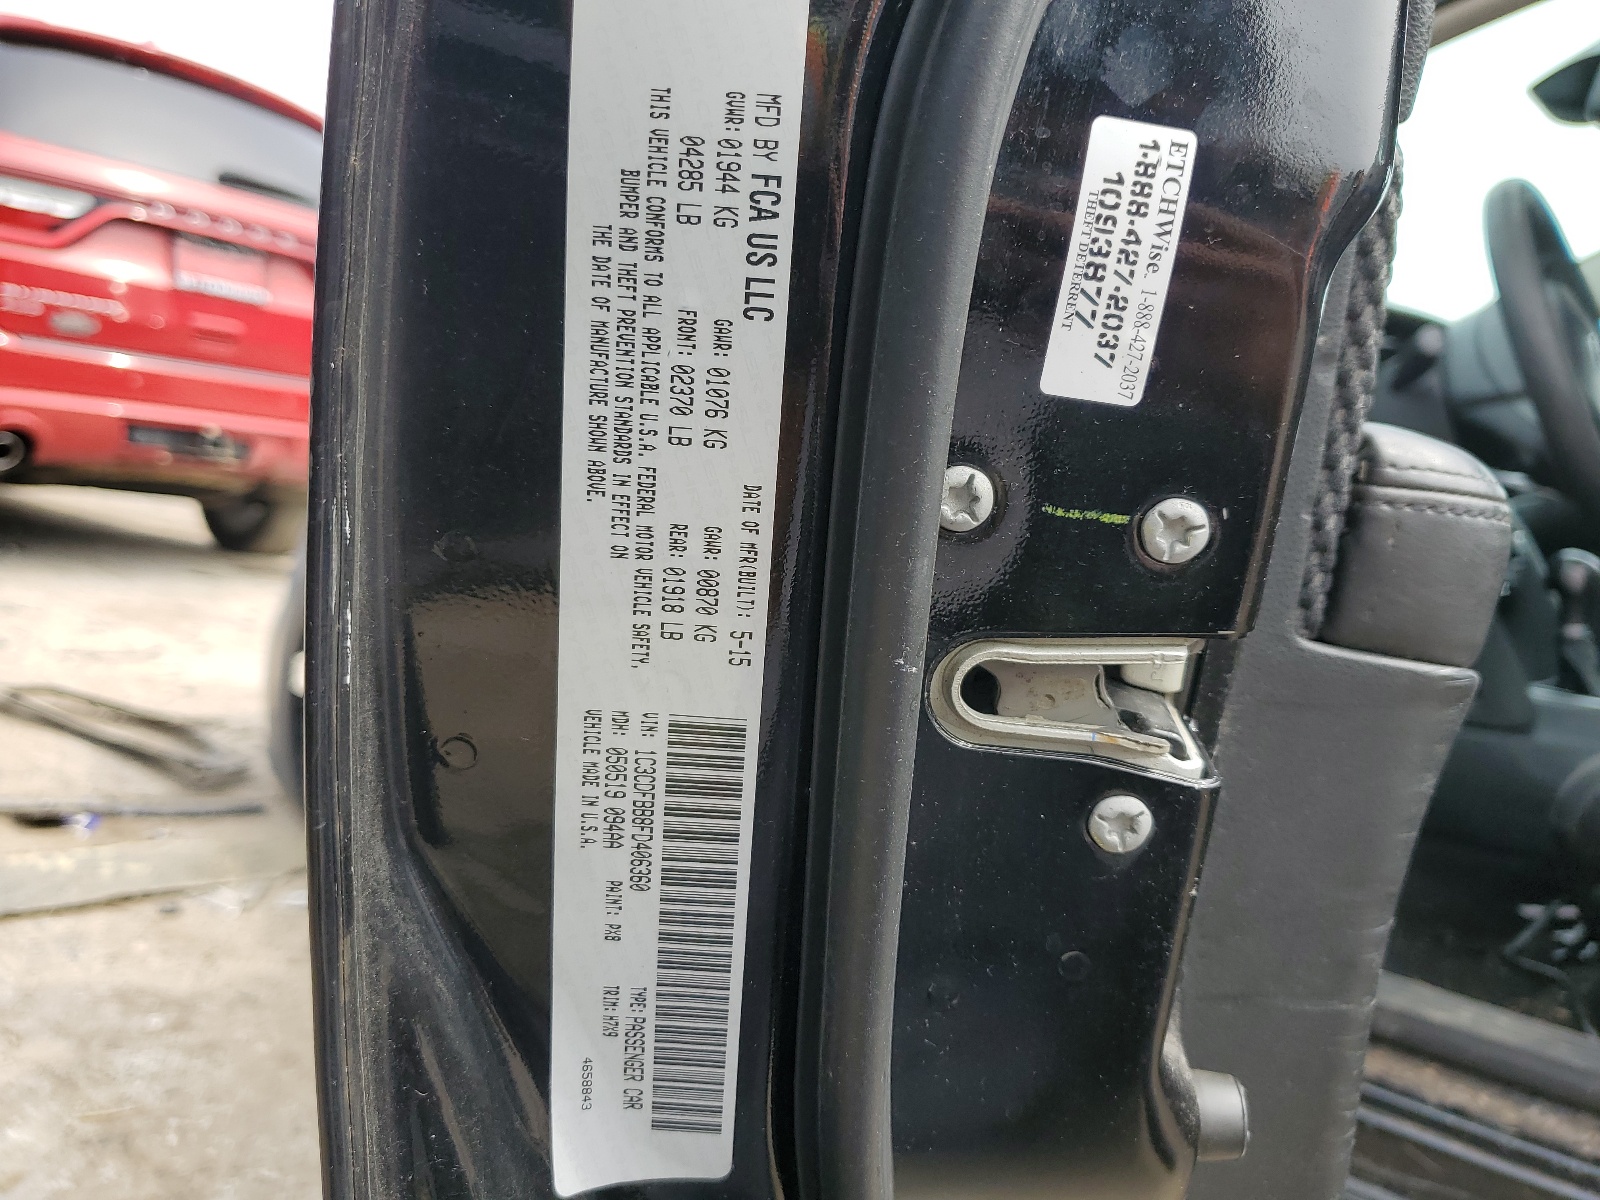 MFD BY FCA US LLC
DATE OF MFR(BUILT): 5-15
GVWR: 01944 KG GAWR: 01076 KG GAWR: 00870 KG
04285 LB FRONT: 02370 LB REAR: 01918 LB
THIS VEHICLE CONFORMS TO ALL APPLICABLE U.S.A. FEDERAL MOTOR VEHICLE SAFETY,
BUMPER AND THEFT PREVENTION STANDARDS IN EFFECT ON
THE DATE OF MANUFACTURE SHOWN ABOVE.
VIN: 1C3CDFBB8FD406360 TYPE: PASSENGER CAR
MDH: 050519 094AA PAINT: PX8 TRIM: H7X9
VEHICLE MADE IN U.S.A.
4658843
ETCHWise. 1-888-427-2037
1-888-427-2037
1093877
THEFT DETERRENT